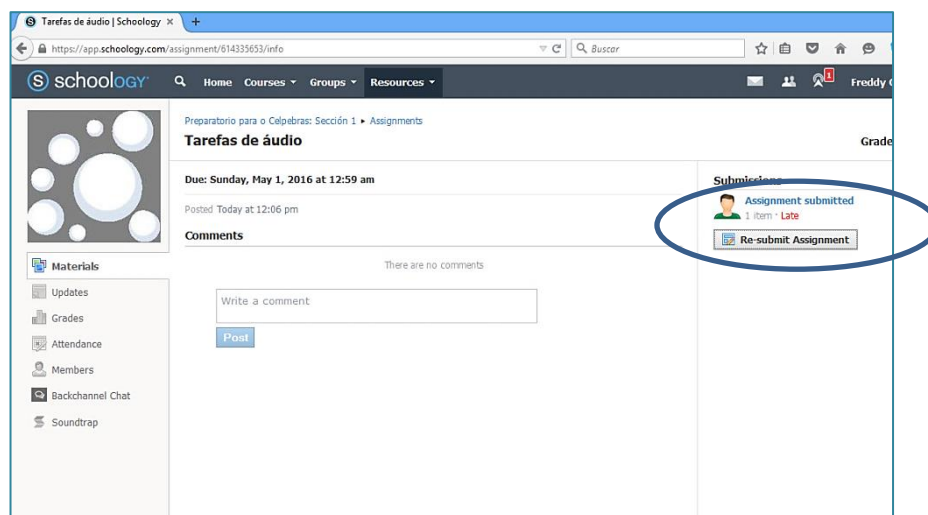 Tarefas de áudio | Schoology × +
https://app.schoology.com/assignment/614335653/info Buscar
schoology Home Courses Groups Resources 1 Freddy
Preparatorio para o Celpebras: Sección 1 ▸ Assignments
Tarefas de áudio
Grade
Due: Sunday, May 1, 2016 at 12:59 am
Posted Today at 12:06 pm
Comments
There are no comments
Write a comment
Post
Submissions
Assignment submitted
1 item · Late
Re-submit Assignment
Materials
Updates
Grades
Attendance
Members
Backchannel Chat
Soundtrap